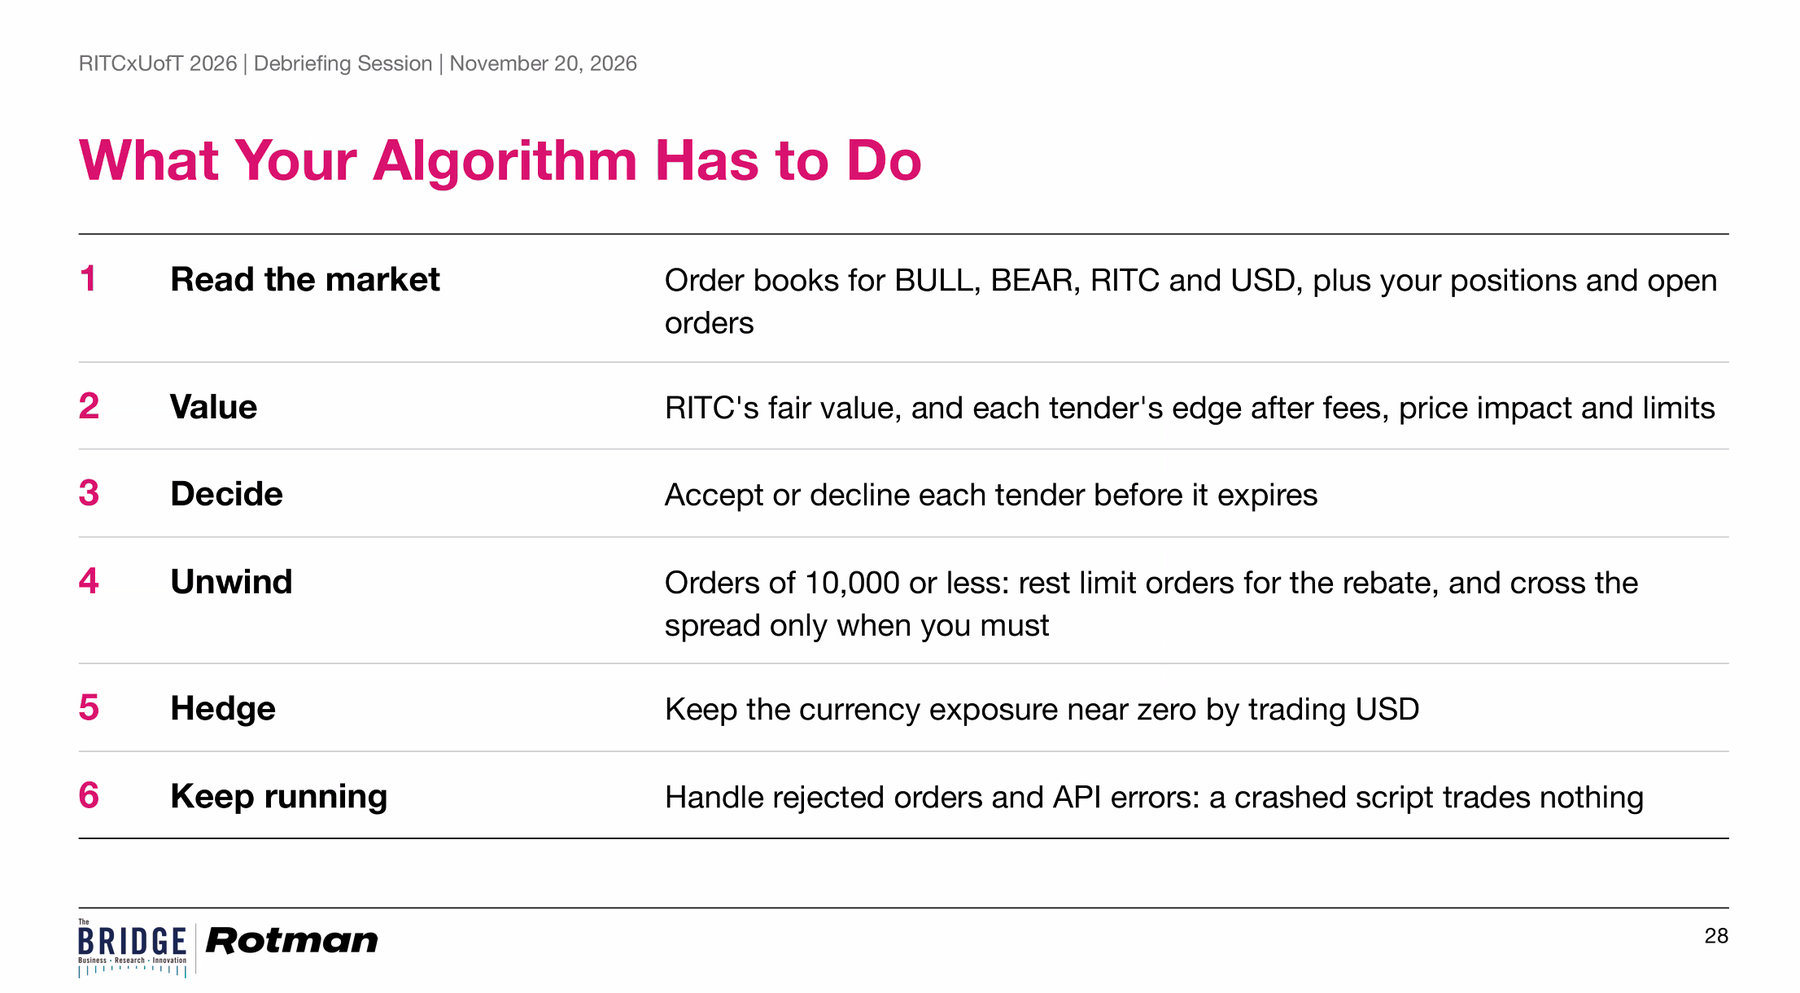 RITCxUofT 2026 | Debriefing Session | November 20, 2026
What Your Algorithm Has to Do
1 Read the market Order books for BULL, BEAR, RITC and USD, plus your positions and open
orders
2 Value RITC's fair value, and each tender's edge after fees, price impact and limits
3 Decide Accept or decline each tender before it expires
4 Unwind Orders of 10,000 or less: rest limit orders for the rebate, and cross the
spread only when you must
5 Hedge Keep the currency exposure near zero by trading USD
6 Keep running Handle rejected orders and API errors: a crashed script trades nothing
The
BRIDGE
Business · Research · Innovation
Rotman
28